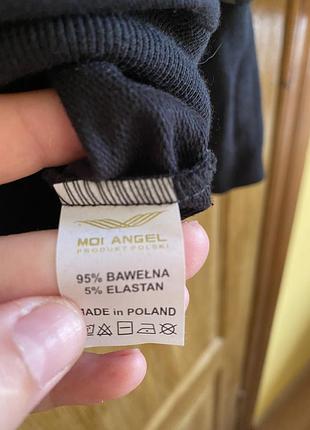 MOI ANGEL
PRODUKT POLSKI
95% BAWEŁNA
5% ELASTAN
MADE in POLAND